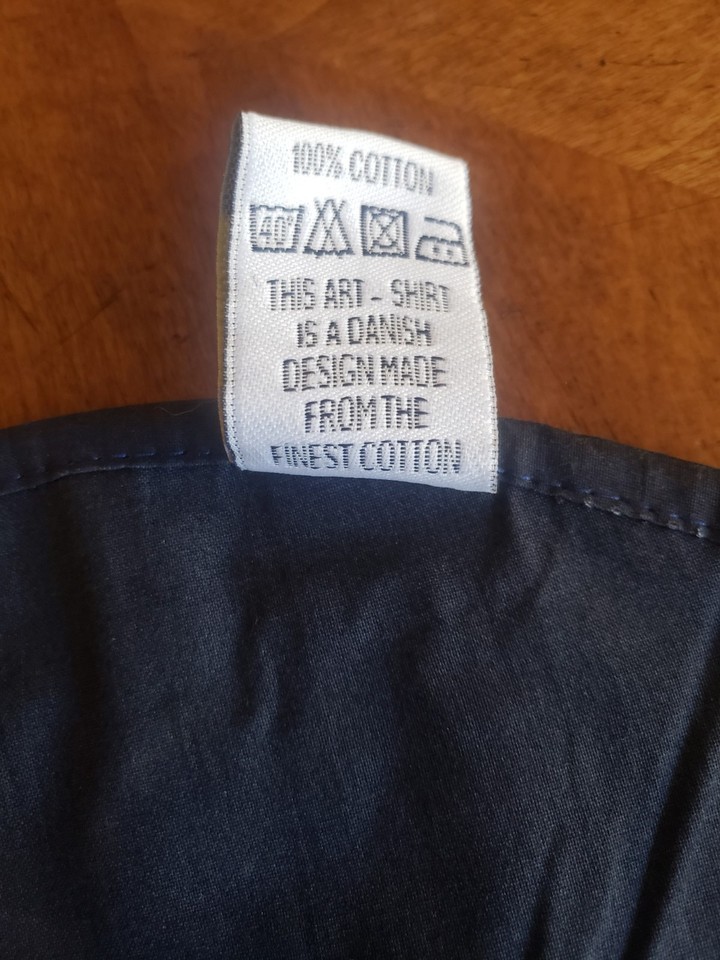 100% COTTON
40°
THIS ART - SHIRT
IS A DANISH
DESIGN MADE
FROM THE
FINEST COTTON